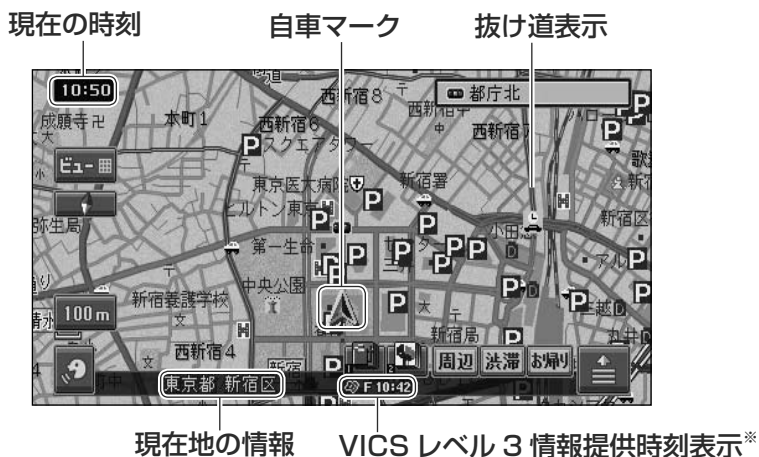 現在の時刻
自車マーク
抜け道表示
10:50
西新宿8
都庁北
成願寺
本町1
西新宿6
スクエアタワー
西新宿7
ビュー
東京医大病院
新宿署
ヒルトン東京
弥生局
第一生命
小田急
中央公園
新宿養護学校
100m
新宿局
西新宿4
周辺
渋滞
お帰り
東京都 新宿区
F 10:42
現在地の情報
VICS レベル 3 情報提供時刻表示※